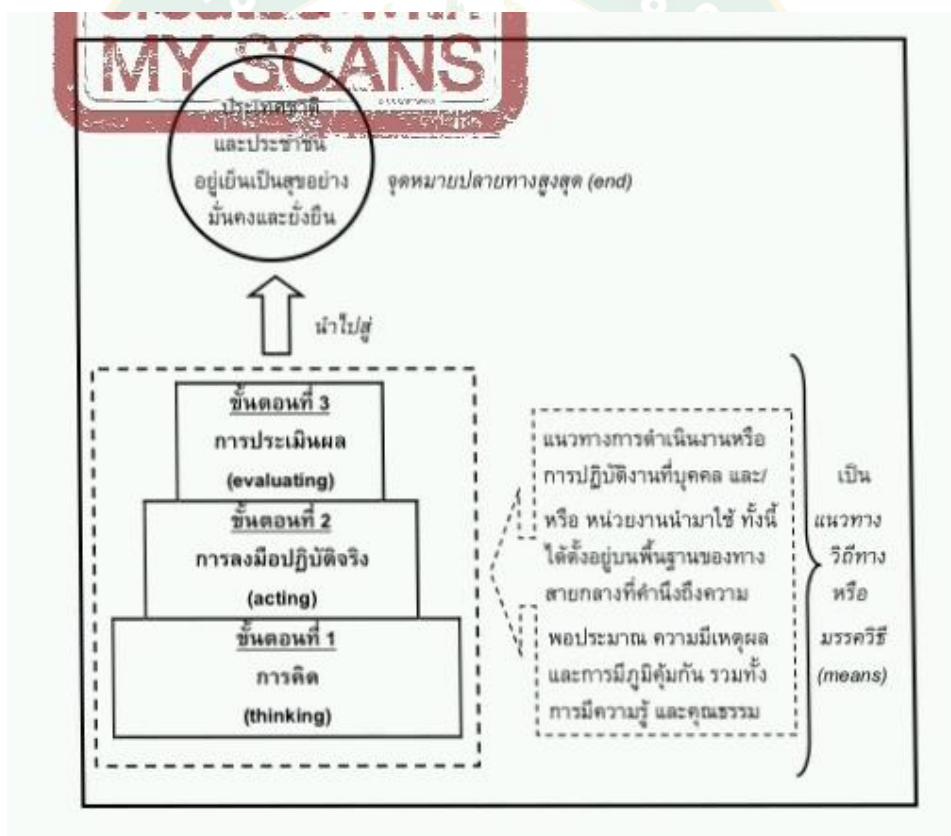 created with
MY SCANS
ประเทศชาติ
และประชาชน
อยู่เย็นเป็นสุขอย่าง
มั่นคงและยั่งยืน
จุดหมายปลายทางสูงสุด (end)
นำไปสู่
ขั้นตอนที่ 3
การประเมินผล
(evaluating)
ขั้นตอนที่ 2
การลงมือปฏิบัติจริง
(acting)
ขั้นตอนที่ 1
การคิด
(thinking)
แนวทางการดำเนินงานหรือ
การปฏิบัติงานที่บุคคล และ/
หรือ หน่วยงานนำมาใช้ ทั้งนี้
ได้ตั้งอยู่บนพื้นฐานของทาง
สายกลางที่คำนึงถึงความ
พอประมาณ ความมีเหตุผล
และการมีภูมิคุ้มกัน รวมทั้ง
การมีความรู้ และคุณธรรม
เป็น
แนวทาง
วิถีทาง
หรือ
มรรควิธี
(means)